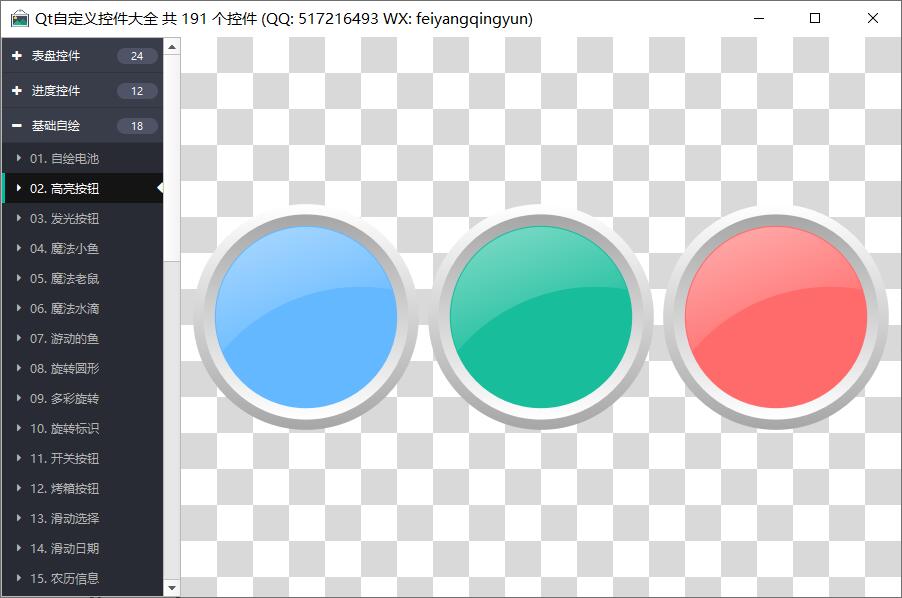 Qt自定义控件大全 共 191 个控件 (QQ: 517216493 WX: feiyangqingyun)
表盘控件 24
进度控件 12
基础自绘 18
01. 自绘电池
02. 高亮按钮
03. 发光按钮
04. 魔法小鱼
05. 魔法老鼠
06. 魔法水滴
07. 游动的鱼
08. 旋转圆形
09. 多彩旋转
10. 旋转标识
11. 开关按钮
12. 烤箱按钮
13. 滑动选择
14. 滑动日期
15. 农历信息